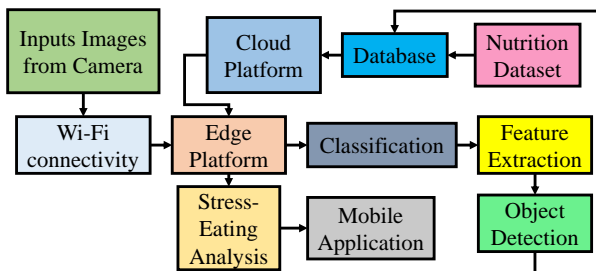 Inputs Images
from Camera
Cloud
Platform
Database
Nutrition
Dataset
Wi-Fi
connectivity
Edge
Platform
Classification
Feature
Extraction
Stress-
Eating
Analysis
Mobile
Application
Object
Detection